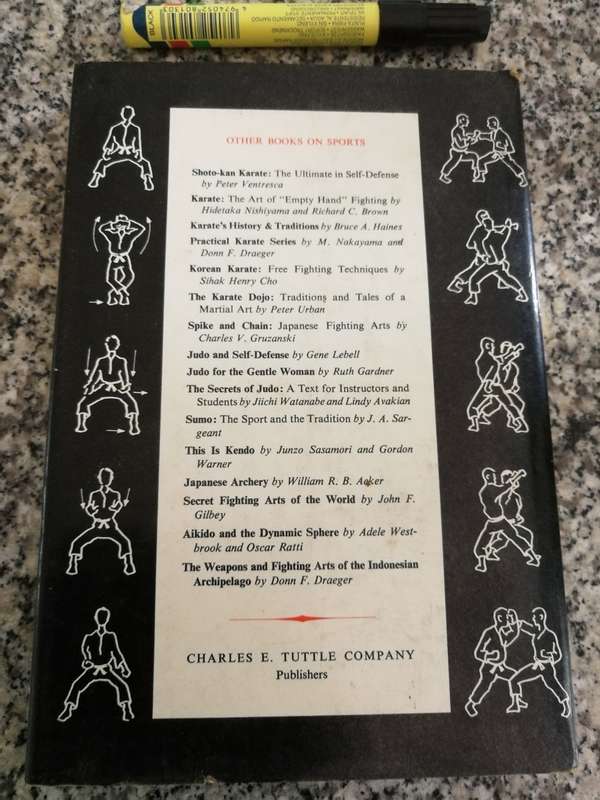 BLACK
4974052801303
OTHER BOOKS ON SPORTS
Shoto-kan Karate: The Ultimate in Self-Defense
by Peter Ventresca
Karate: The Art of "Empty Hand" Fighting by
Hidetaka Nishiyama and Richard C. Brown
Karate's History & Traditions by Bruce A. Haines
Practical Karate Series by M. Nakayama and
Donn F. Draeger
Korean Karate: Free Fighting Techniques by
Sihak Henry Cho
The Karate Dojo: Traditions and Tales of a
Martial Art by Peter Urban
Spike and Chain: Japanese Fighting Arts by
Charles V. Gruzanski
Judo and Self-Defense by Gene Lebell
Judo for the Gentle Woman by Ruth Gardner
The Secrets of Judo: A Text for Instructors and
Students by Jiichi Watanabe and Lindy Avakian
Sumo: The Sport and the Tradition by J. A. Sar-
geant
This Is Kendo by Junzo Sasamori and Gordon
Warner
Japanese Archery by William R. B. Acker
Secret Fighting Arts of the World by John F.
Gilbey
Aikido and the Dynamic Sphere by Adele West-
brook and Oscar Ratti
The Weapons and Fighting Arts of the Indonesian
Archipelago by Donn F. Draeger
CHARLES E. TUTTLE COMPANY
Publishers